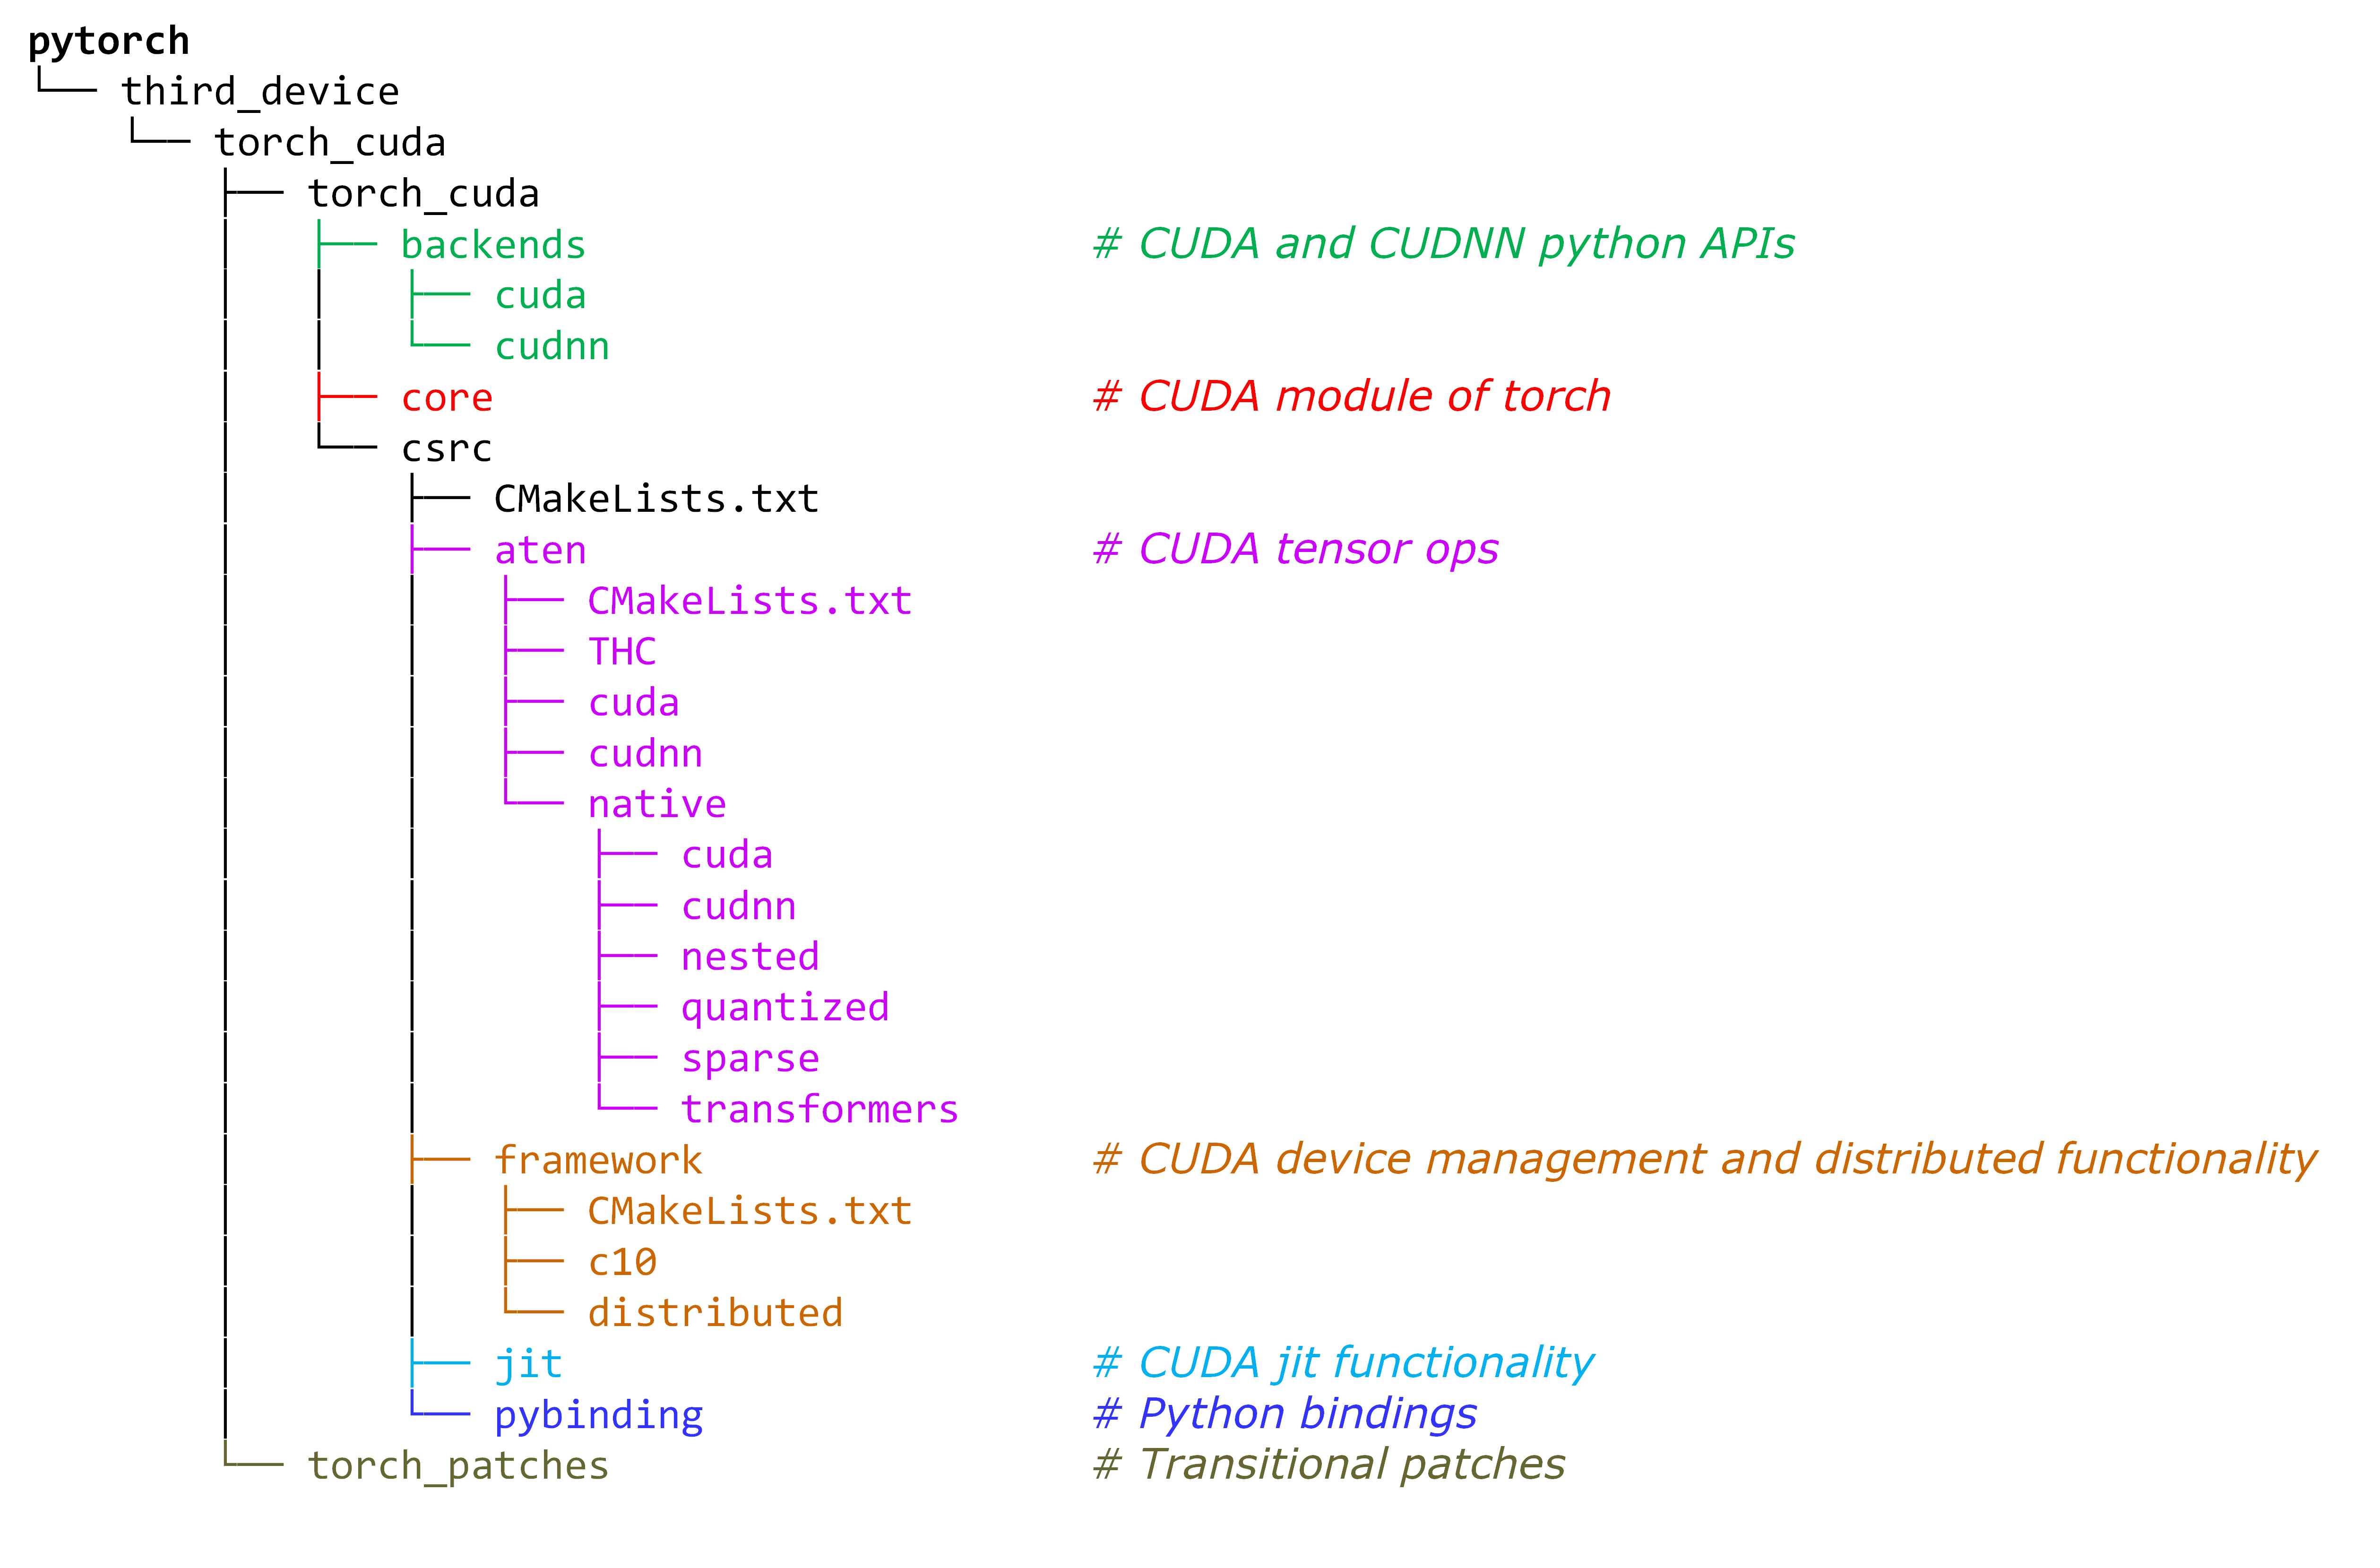 pytorch
└── third_device
    └── torch_cuda
        ├── torch_cuda
        │   ├── backends # CUDA and CUDNN python APIs
        │   │   ├── cuda
        │   │   └── cudnn
        │   ├── core # CUDA module of torch
        │   └── csrc
        │       ├── CMakeLists.txt
        │       ├── aten # CUDA tensor ops
        │       │   ├── CMakeLists.txt
        │       │   ├── THC
        │       │   ├── cuda
        │       │   ├── cudnn
        │       │   └── native
        │       │       ├── cuda
        │       │       ├── cudnn
        │       │       ├── nested
        │       │       ├── quantized
        │       │       ├── sparse
        │       │       └── transformers
        │       ├── framework # CUDA device management and distributed functionality
        │       │   ├── CMakeLists.txt
        │       │   ├── c10
        │       │   └── distributed
        │       ├── jit # CUDA jit functionality
        │       └── pybinding # Python bindings
        └── torch_patches # Transitional patches